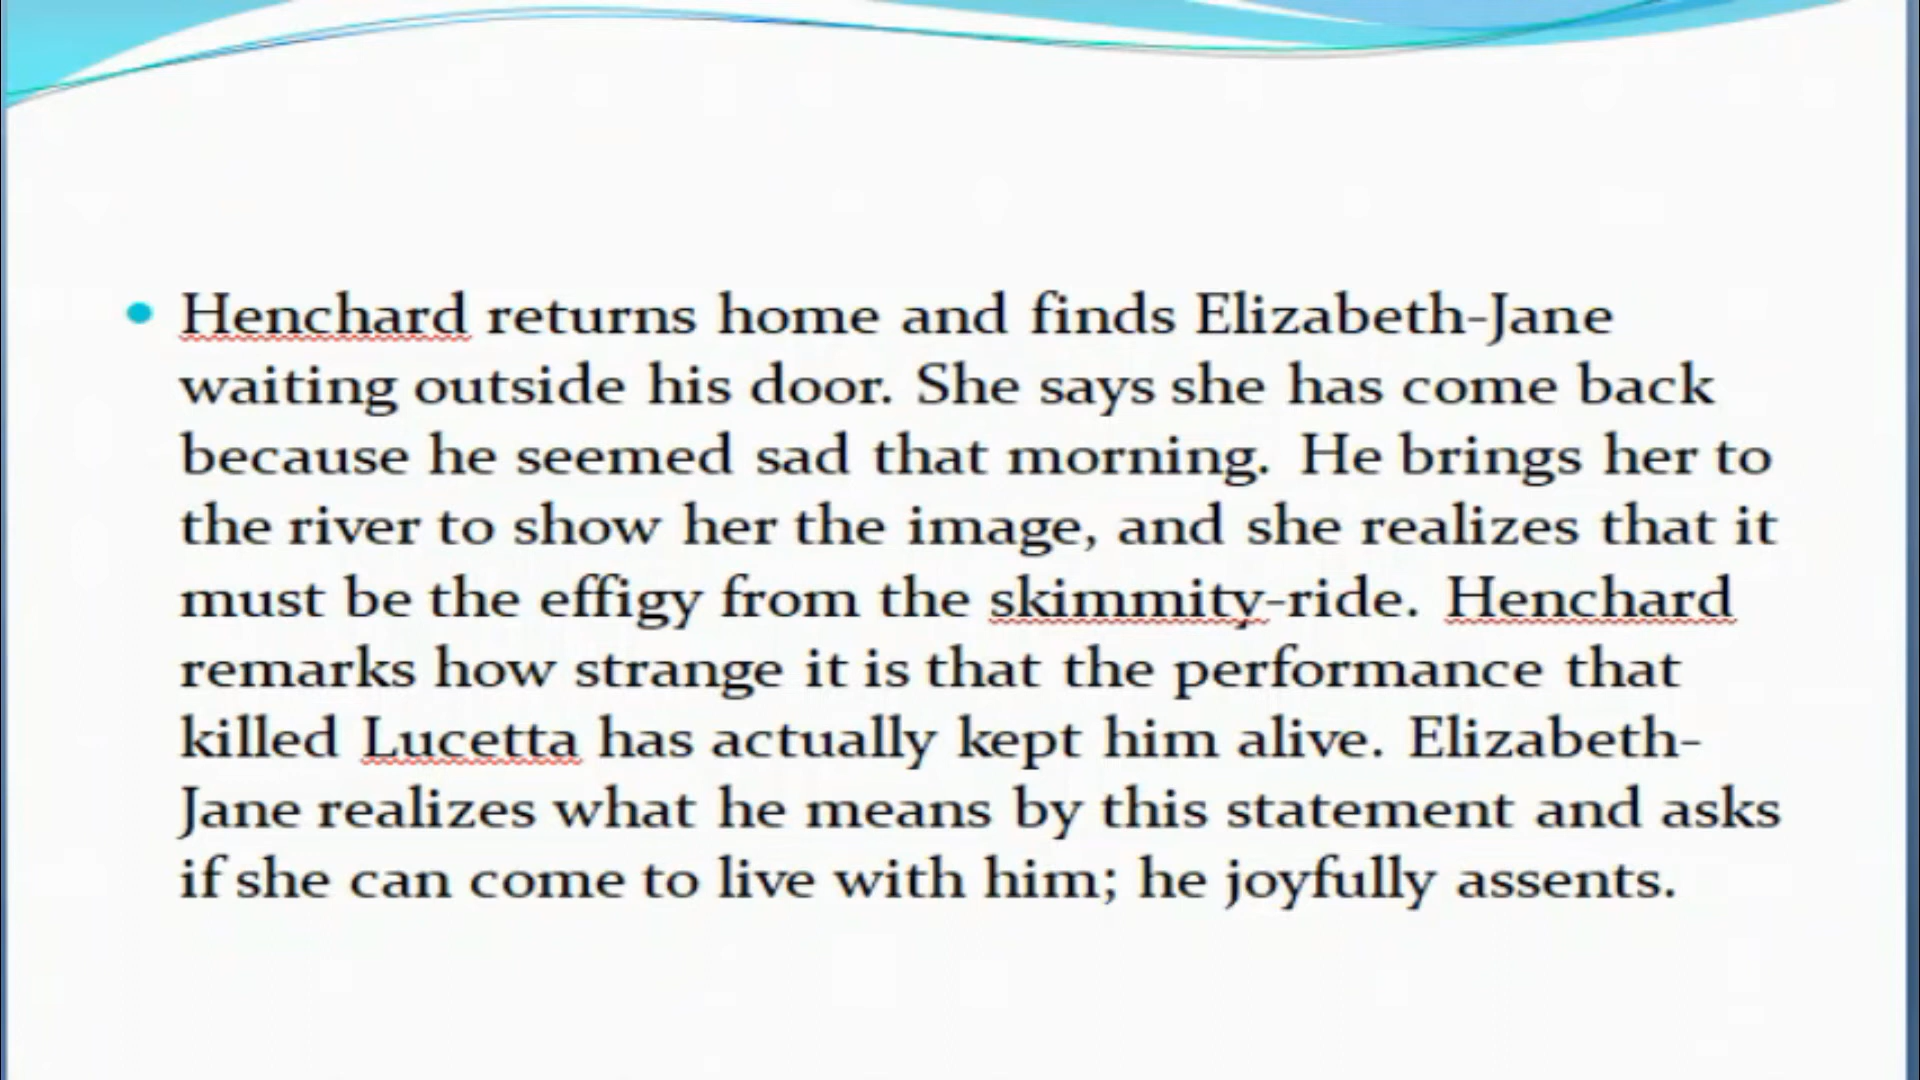 • Henchard returns home and finds Elizabeth-Jane
waiting outside his door. She says she has come back
because he seemed sad that morning. He brings her to
the river to show her the image, and she realizes that it
must be the effigy from the skimmity-ride. Henchard
remarks how strange it is that the performance that
killed Lucetta has actually kept him alive. Elizabeth-
Jane realizes what he means by this statement and asks
if she can come to live with him; he joyfully assents.